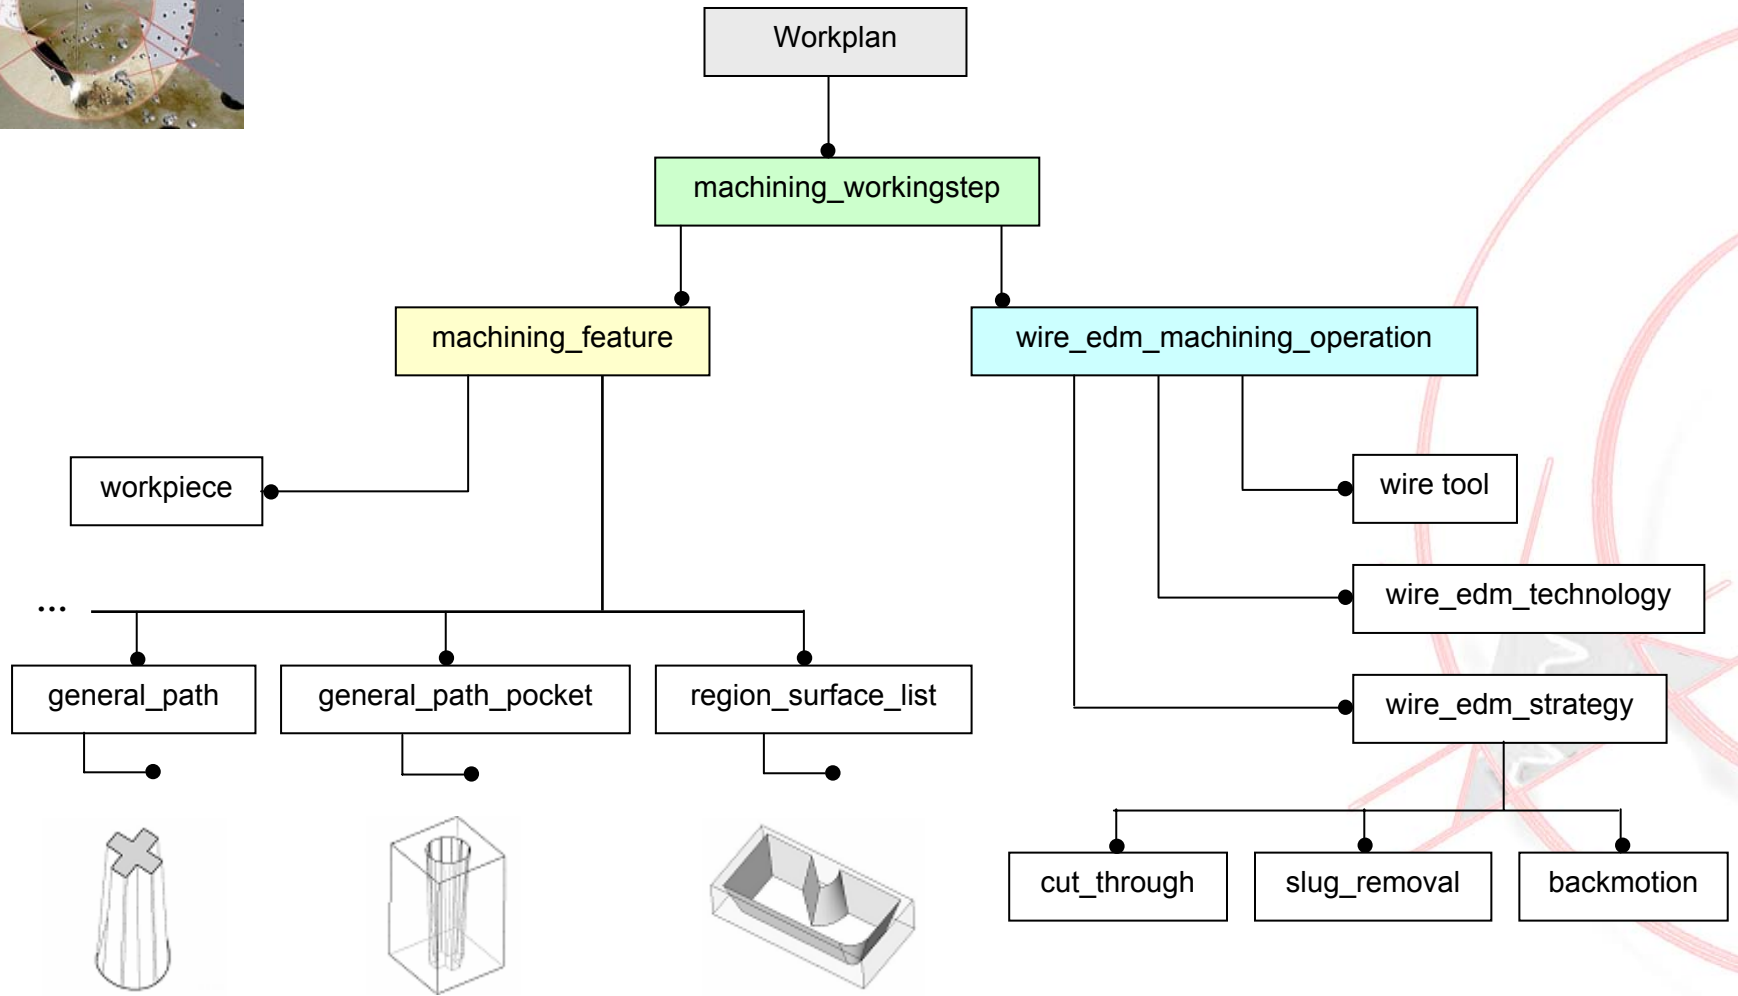 Workplan
machining_workingstep
machining_feature
wire_edm_machining_operation
workpiece
wire tool
...
wire_edm_technology
general_path
general_path_pocket
region_surface_list
wire_edm_strategy
cut_through
slug_removal
backmotion